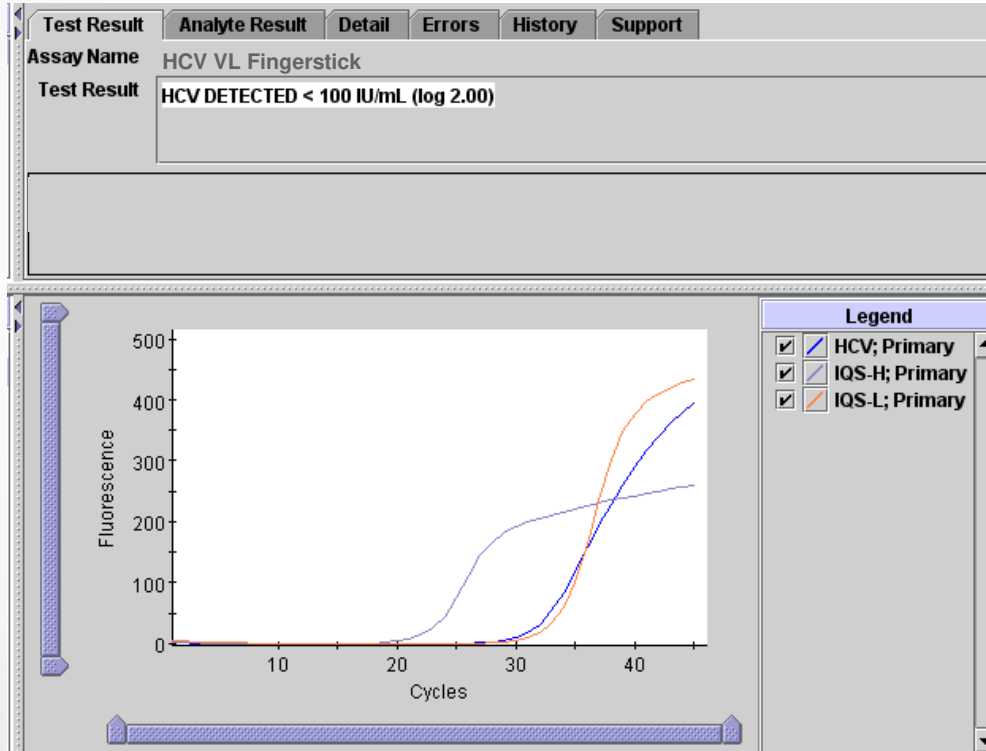 Test Result Analyte Result Detail Errors History Support
Assay Name HCV VL Fingerstick
Test Result HCV DETECTED < 100 IU/mL (log 2.00)
Legend
HCV; Primary
IQS-H; Primary
IQS-L; Primary
500
400
300
200
100
0
Fluorescence
10 20 30 40
Cycles